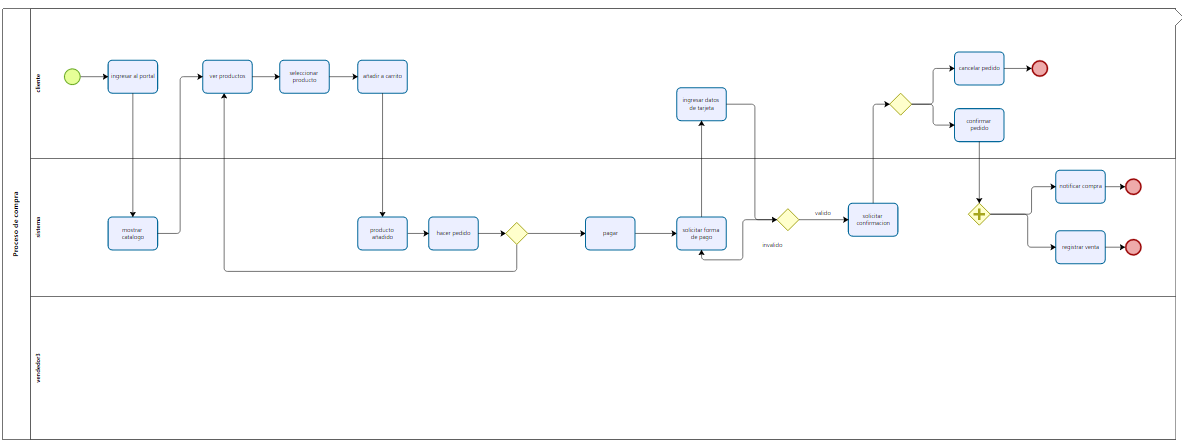 Proceso de compra
cliente
ingresar al portal
ver productos
seleccionar
producto
añadir a carrito
ingresar datos
de tarjeta
cancelar pedido
confirmar
pedido
sistema
mostrar
catalogo
producto
añadido
hacer pedido
pagar
solicitar forma
de pago
valido
invalido
solicitar
confirmacion
notificar compra
registrar venta
vendedor3